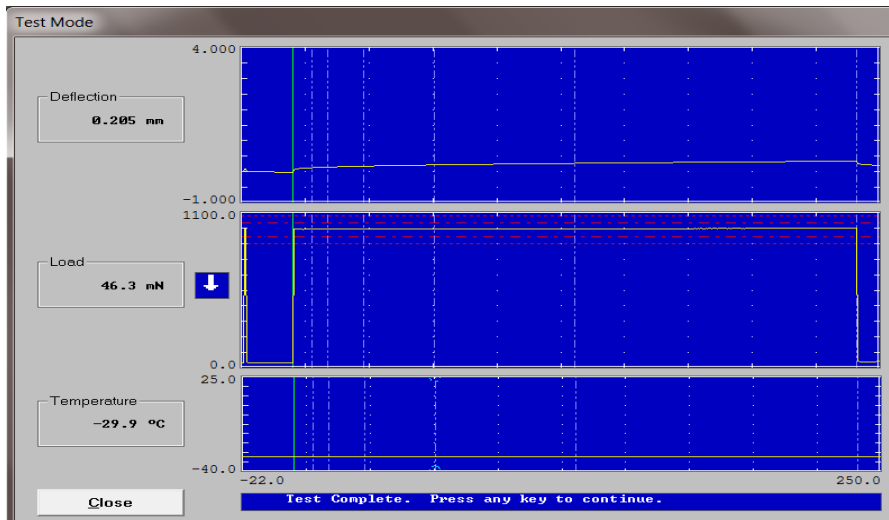 Test Mode
4.000
Deflection
0.205 mm
-1.000
1100.0
Load
46.3 mN
0.0
25.0
Temperature
-29.9 ºC
-40.0
-22.0
250.0
Close
Test Complete. Press any key to continue.